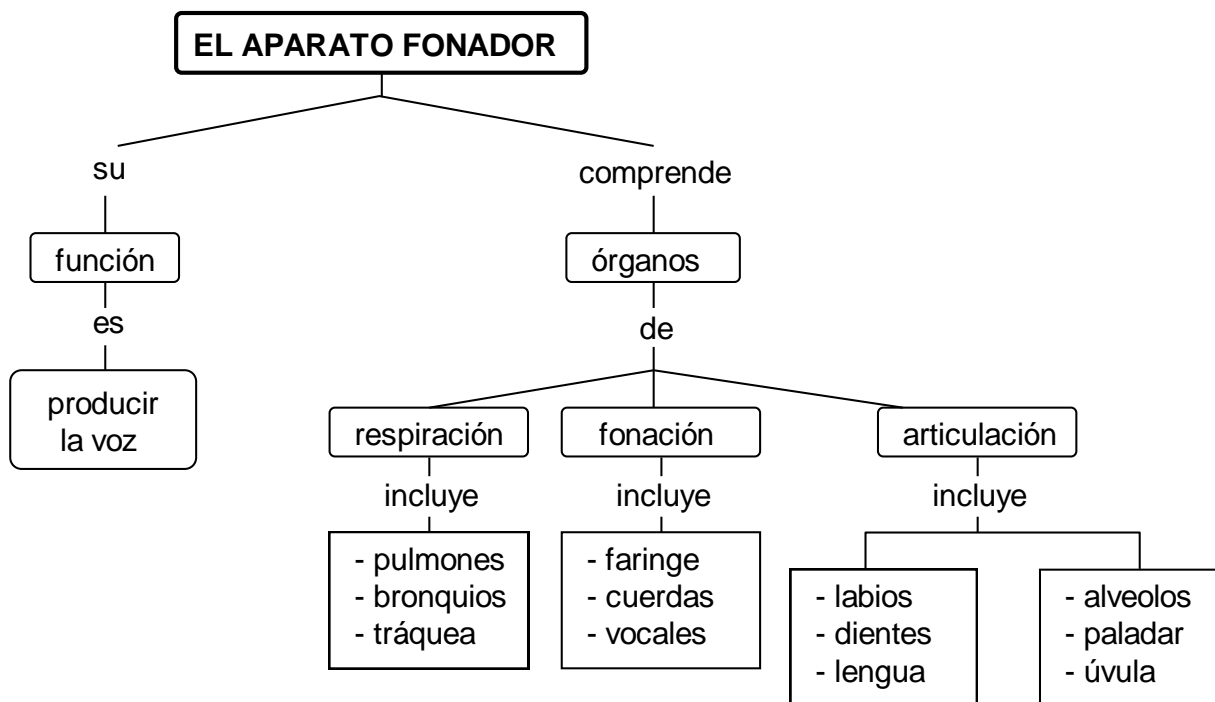 EL APARATO FONADOR
su
comprende
función
órganos
es
de
producir
la voz
respiración
fonación
articulación
incluye
incluye
incluye
- pulmones
- bronquios
- tráquea
- faringe
- cuerdas
- vocales
- labios
- dientes
- lengua
- alveolos
- paladar
- úvula